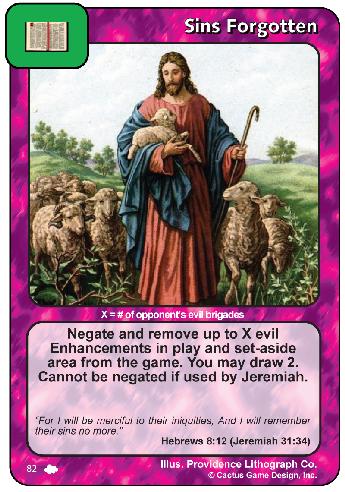 Sins Forgotten
X = # of opponent's evil brigades
Negate and remove up to X evil
Enhancements in play and set-aside
area from the game. You may draw 2.
Cannot be negated if used by Jeremiah.
"For I will be merciful to their iniquities, And I will remember
their sins no more."
Hebrews 8:12 (Jeremiah 31:34)
82
Illus. Providence Lithograph Co.
© Cactus Game Design, Inc.